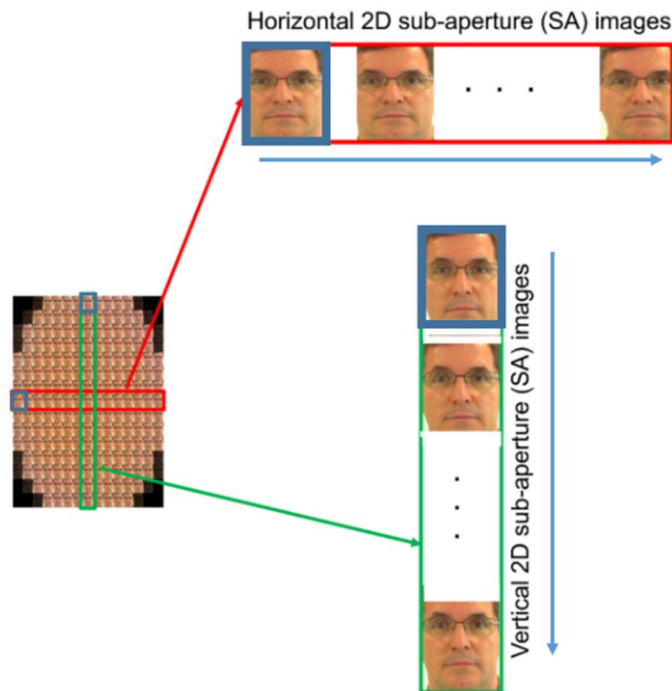 Horizontal 2D sub-aperture (SA) images
. . .
Vertical 2D sub-aperture (SA) images
.
.
.